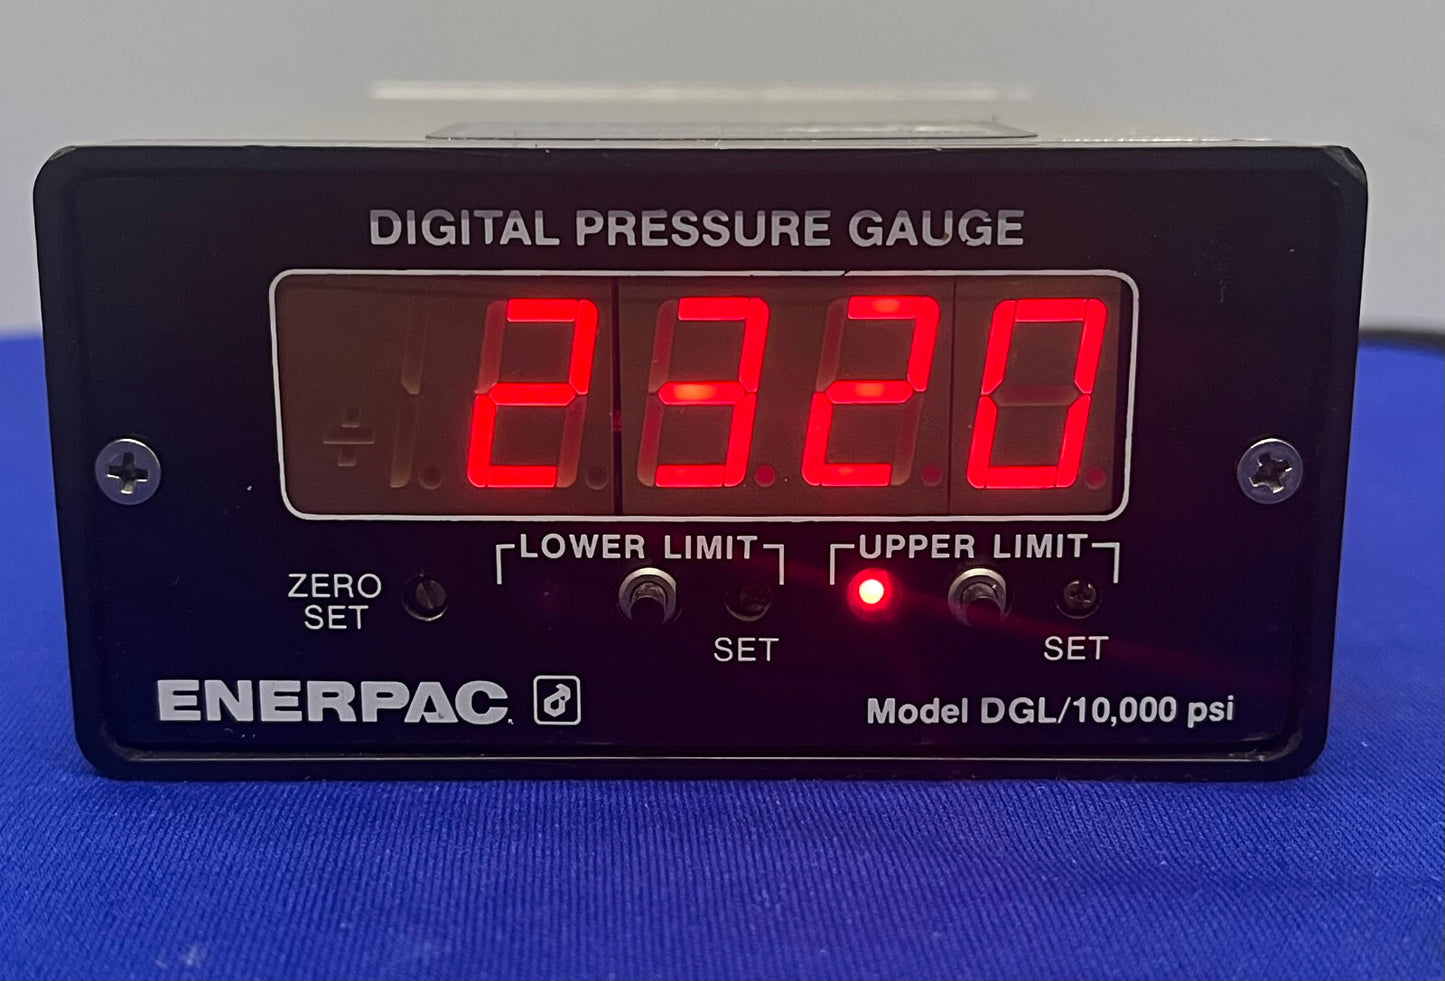 DIGITAL PRESSURE GAUGE
2320
LOWER LIMIT
UPPER LIMIT
ZERO
SET
SET
SET
ENERPAC
Model DGL/10,000 psi